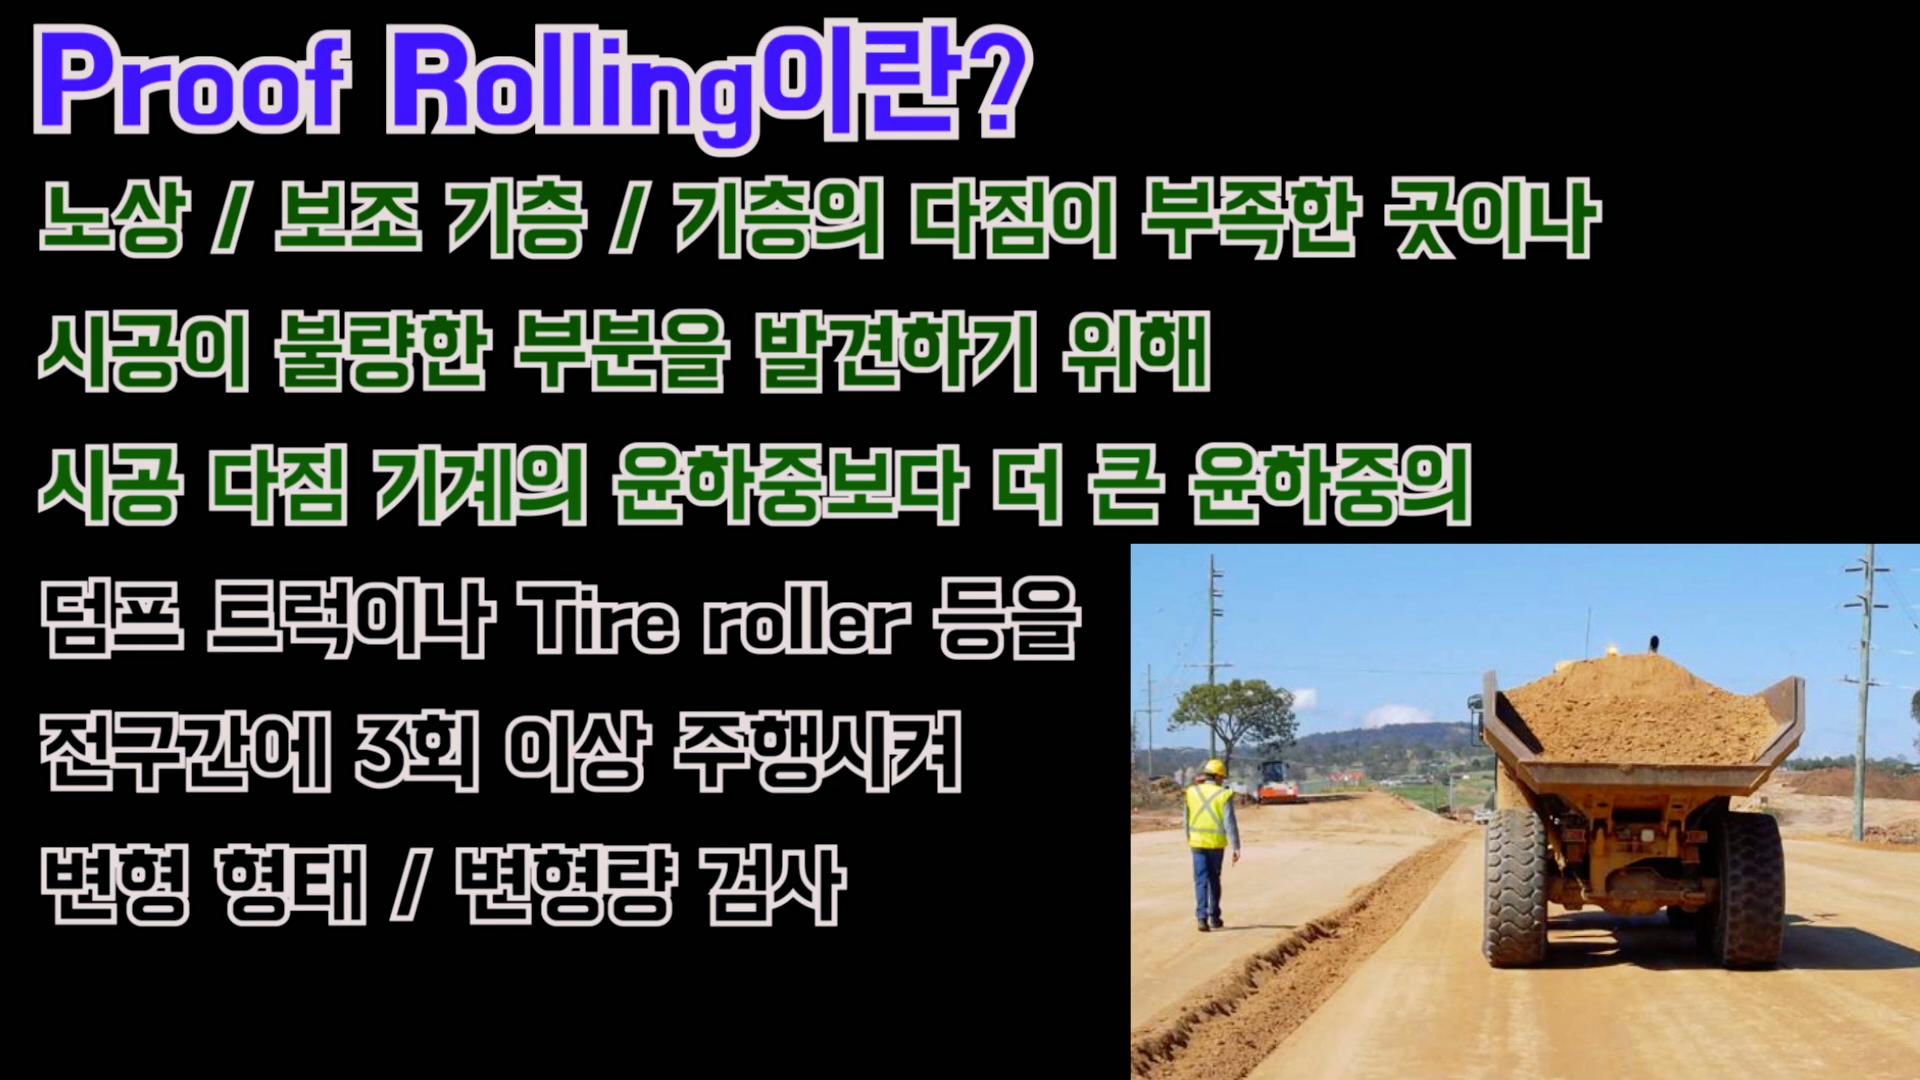 Proof Rolling이란?
노상 / 보조 기층 / 기층의 다짐이 부족한 곳이나
시공이 불량한 부분을 발견하기 위해
시공 다짐 기계의 윤하중보다 더 큰 윤하중의
덤프 트럭이나 Tire roller 등을
전구간에 3회 이상 주행시켜
변형 형태 / 변형량 검사